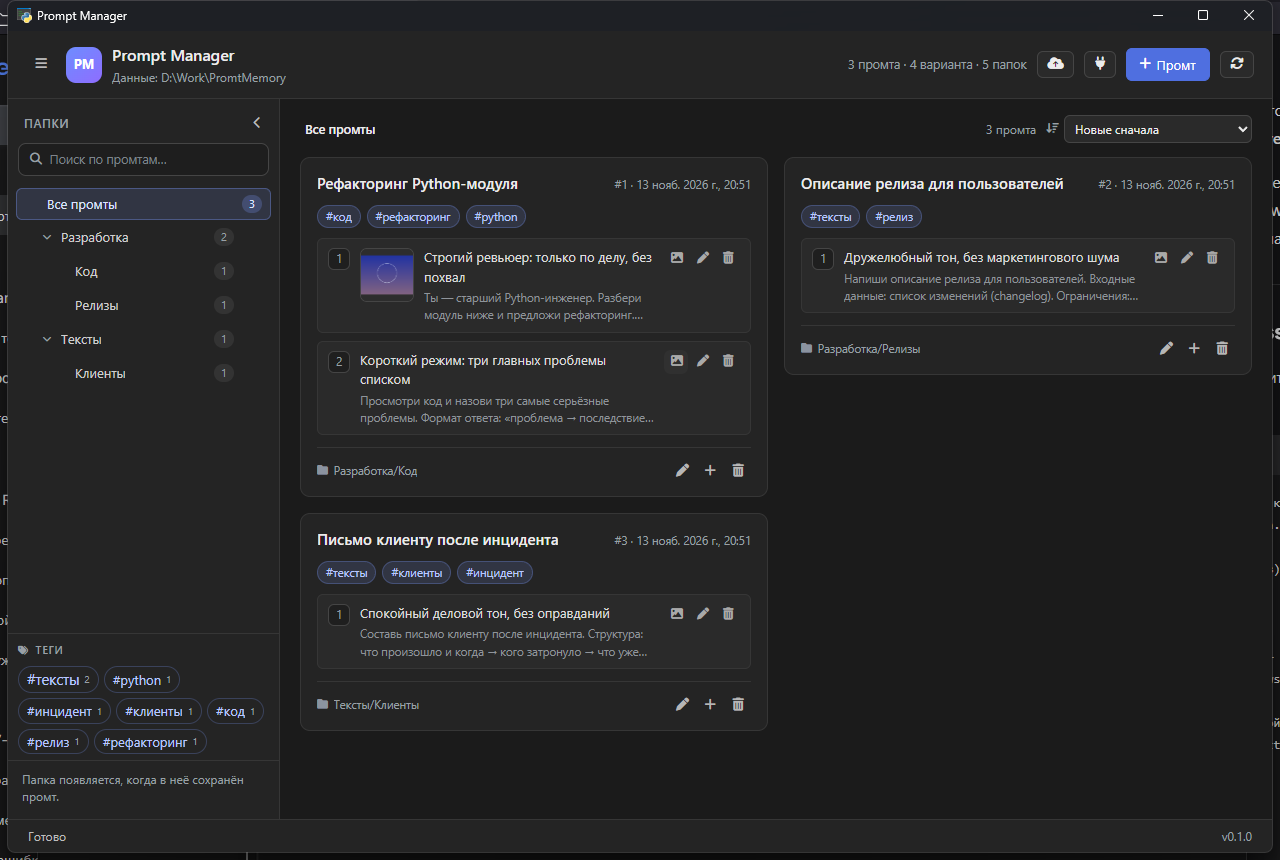 Prompt Manager
PM
Prompt Manager
Данные: D:\Work\PromtMemory
3 промта · 4 варианта · 5 папок
Промт
ПАПКИ
Поиск по промтам...
Все промты 3
Разработка 2
Код 1
Релизы 1
Тексты 1
Клиенты 1
ТЕГИ
#тексты 2 #python 1
#инцидент 1 #клиенты 1 #код 1
#релиз 1 #рефакторинг 1
Папка появляется, когда в неё сохранён
промт.
Все промты
3 промта Новые сначала
Рефакторинг Python-модуля #1 · 13 нояб. 2026 г., 20:51
#код #рефакторинг #python
1 Строгий ревьюер: только по делу, без
похвал
Ты — старший Python-инженер. Разбери
модуль ниже и предложи рефакторинг....
2 Короткий режим: три главных проблемы
списком
Просмотри код и назови три самые серьёзные
проблемы. Формат ответа: «проблема → последствие...
Разработка/Код
Описание релиза для пользователей #2 · 13 нояб. 2026 г., 20:51
#тексты #релиз
1 Дружелюбный тон, без маркетингового шума
Напиши описание релиза для пользователей. Входные
данные: список изменений (changelog). Ограничения:...
Разработка/Релизы
Письмо клиенту после инцидента #3 · 13 нояб. 2026 г., 20:51
#тексты #клиенты #инцидент
1 Спокойный деловой тон, без оправданий
Составь письмо клиенту после инцидента. Структура:
что произошло и когда → кого затронуло → что уже...
Тексты/Клиенты
Готово
v0.1.0